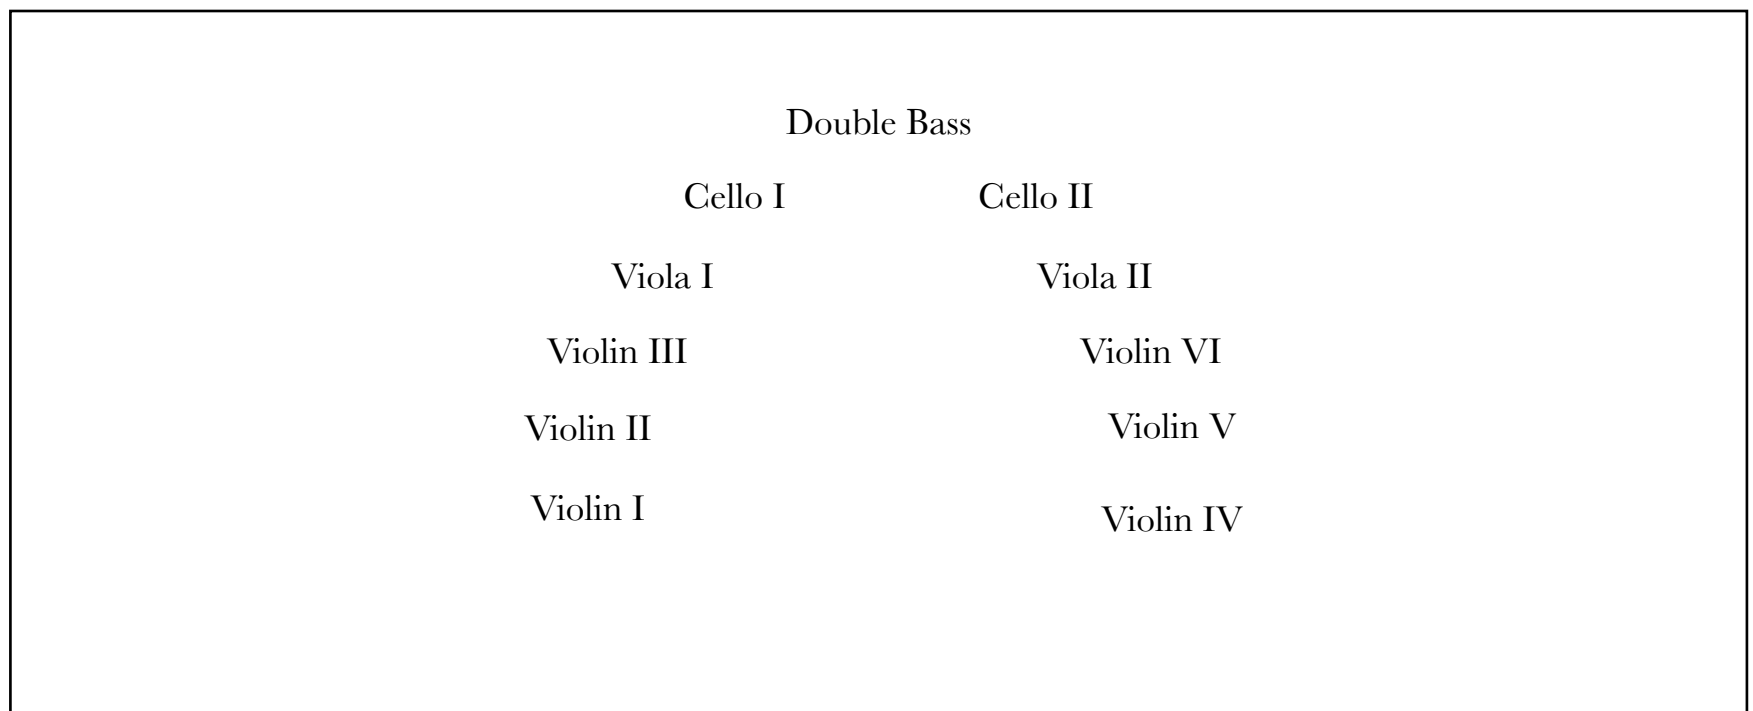 Double Bass
Cello I Cello II
Viola I Viola II
Violin III Violin VI
Violin II Violin V
Violin I Violin IV